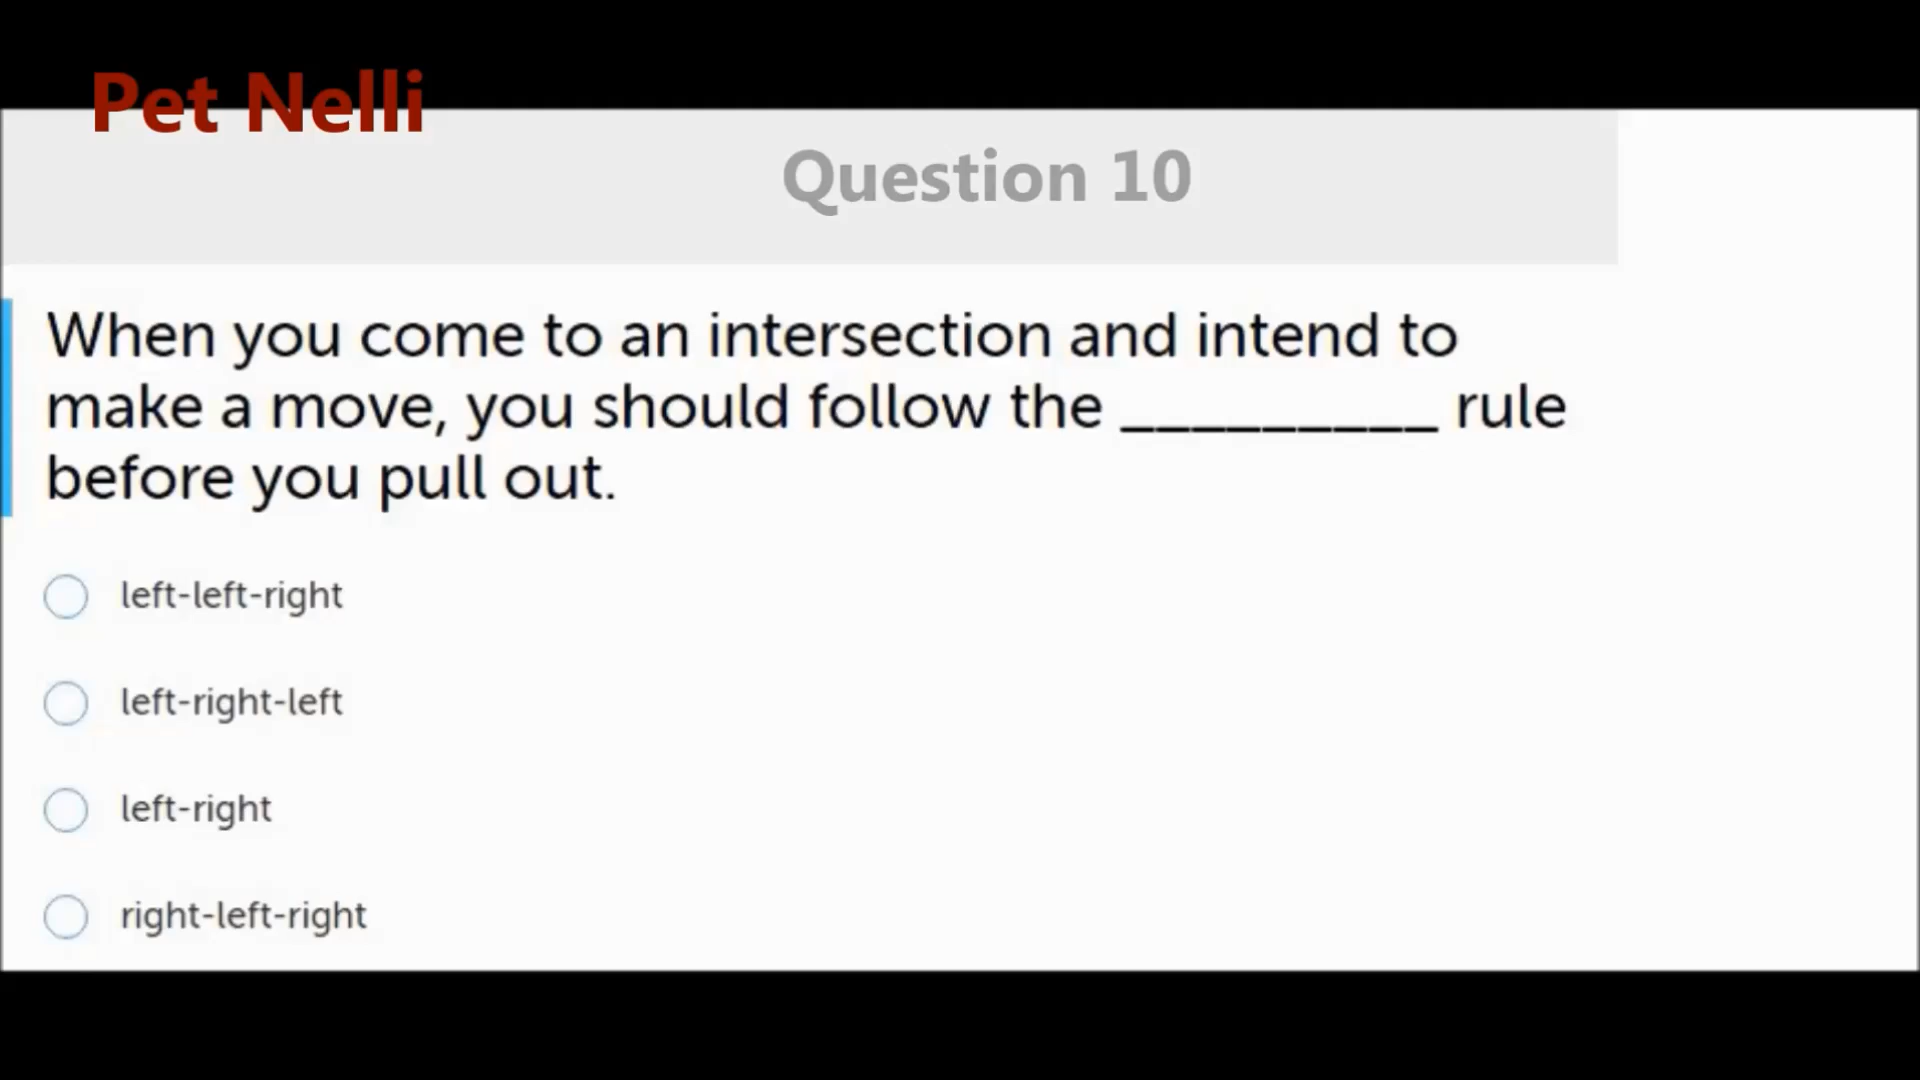 Pet Nelli
Question 10
When you come to an intersection and intend to
make a move, you should follow the _________ rule
before you pull out.
left-left-right
left-right-left
left-right
right-left-right